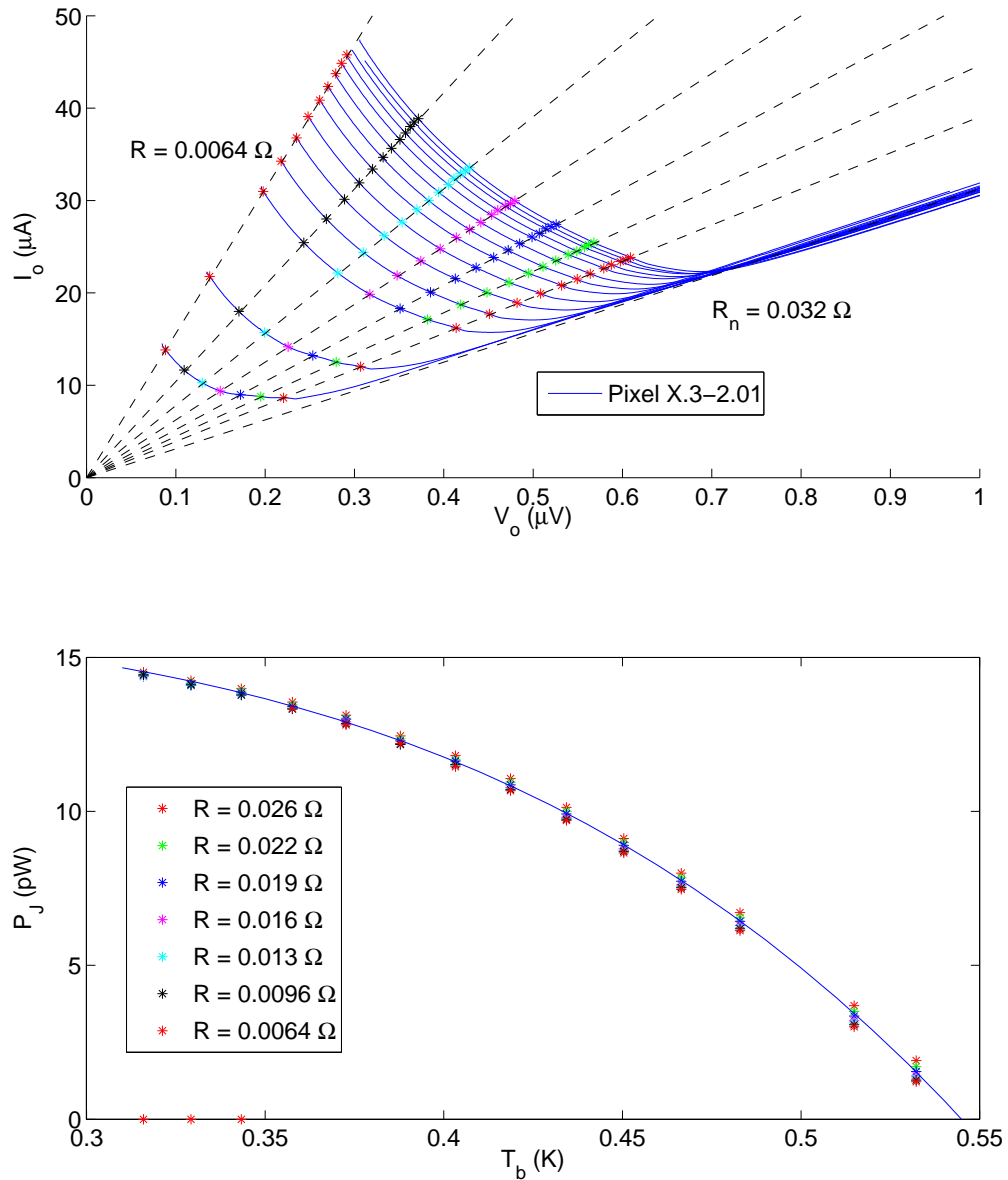 50
40
30
20
10
0
I_o (μA)
R = 0.0064 Ω
R_n = 0.032 Ω
Pixel X.3−2.01
0 0.1 0.2 0.3 0.4 0.5 0.6 0.7 0.8 0.9 1
V_o (μV)
15
10
5
0
P_J (pW)
R = 0.026 Ω
R = 0.022 Ω
R = 0.019 Ω
R = 0.016 Ω
R = 0.013 Ω
R = 0.0096 Ω
R = 0.0064 Ω
0.3 0.35 0.4 0.45 0.5 0.55
T_b (K)